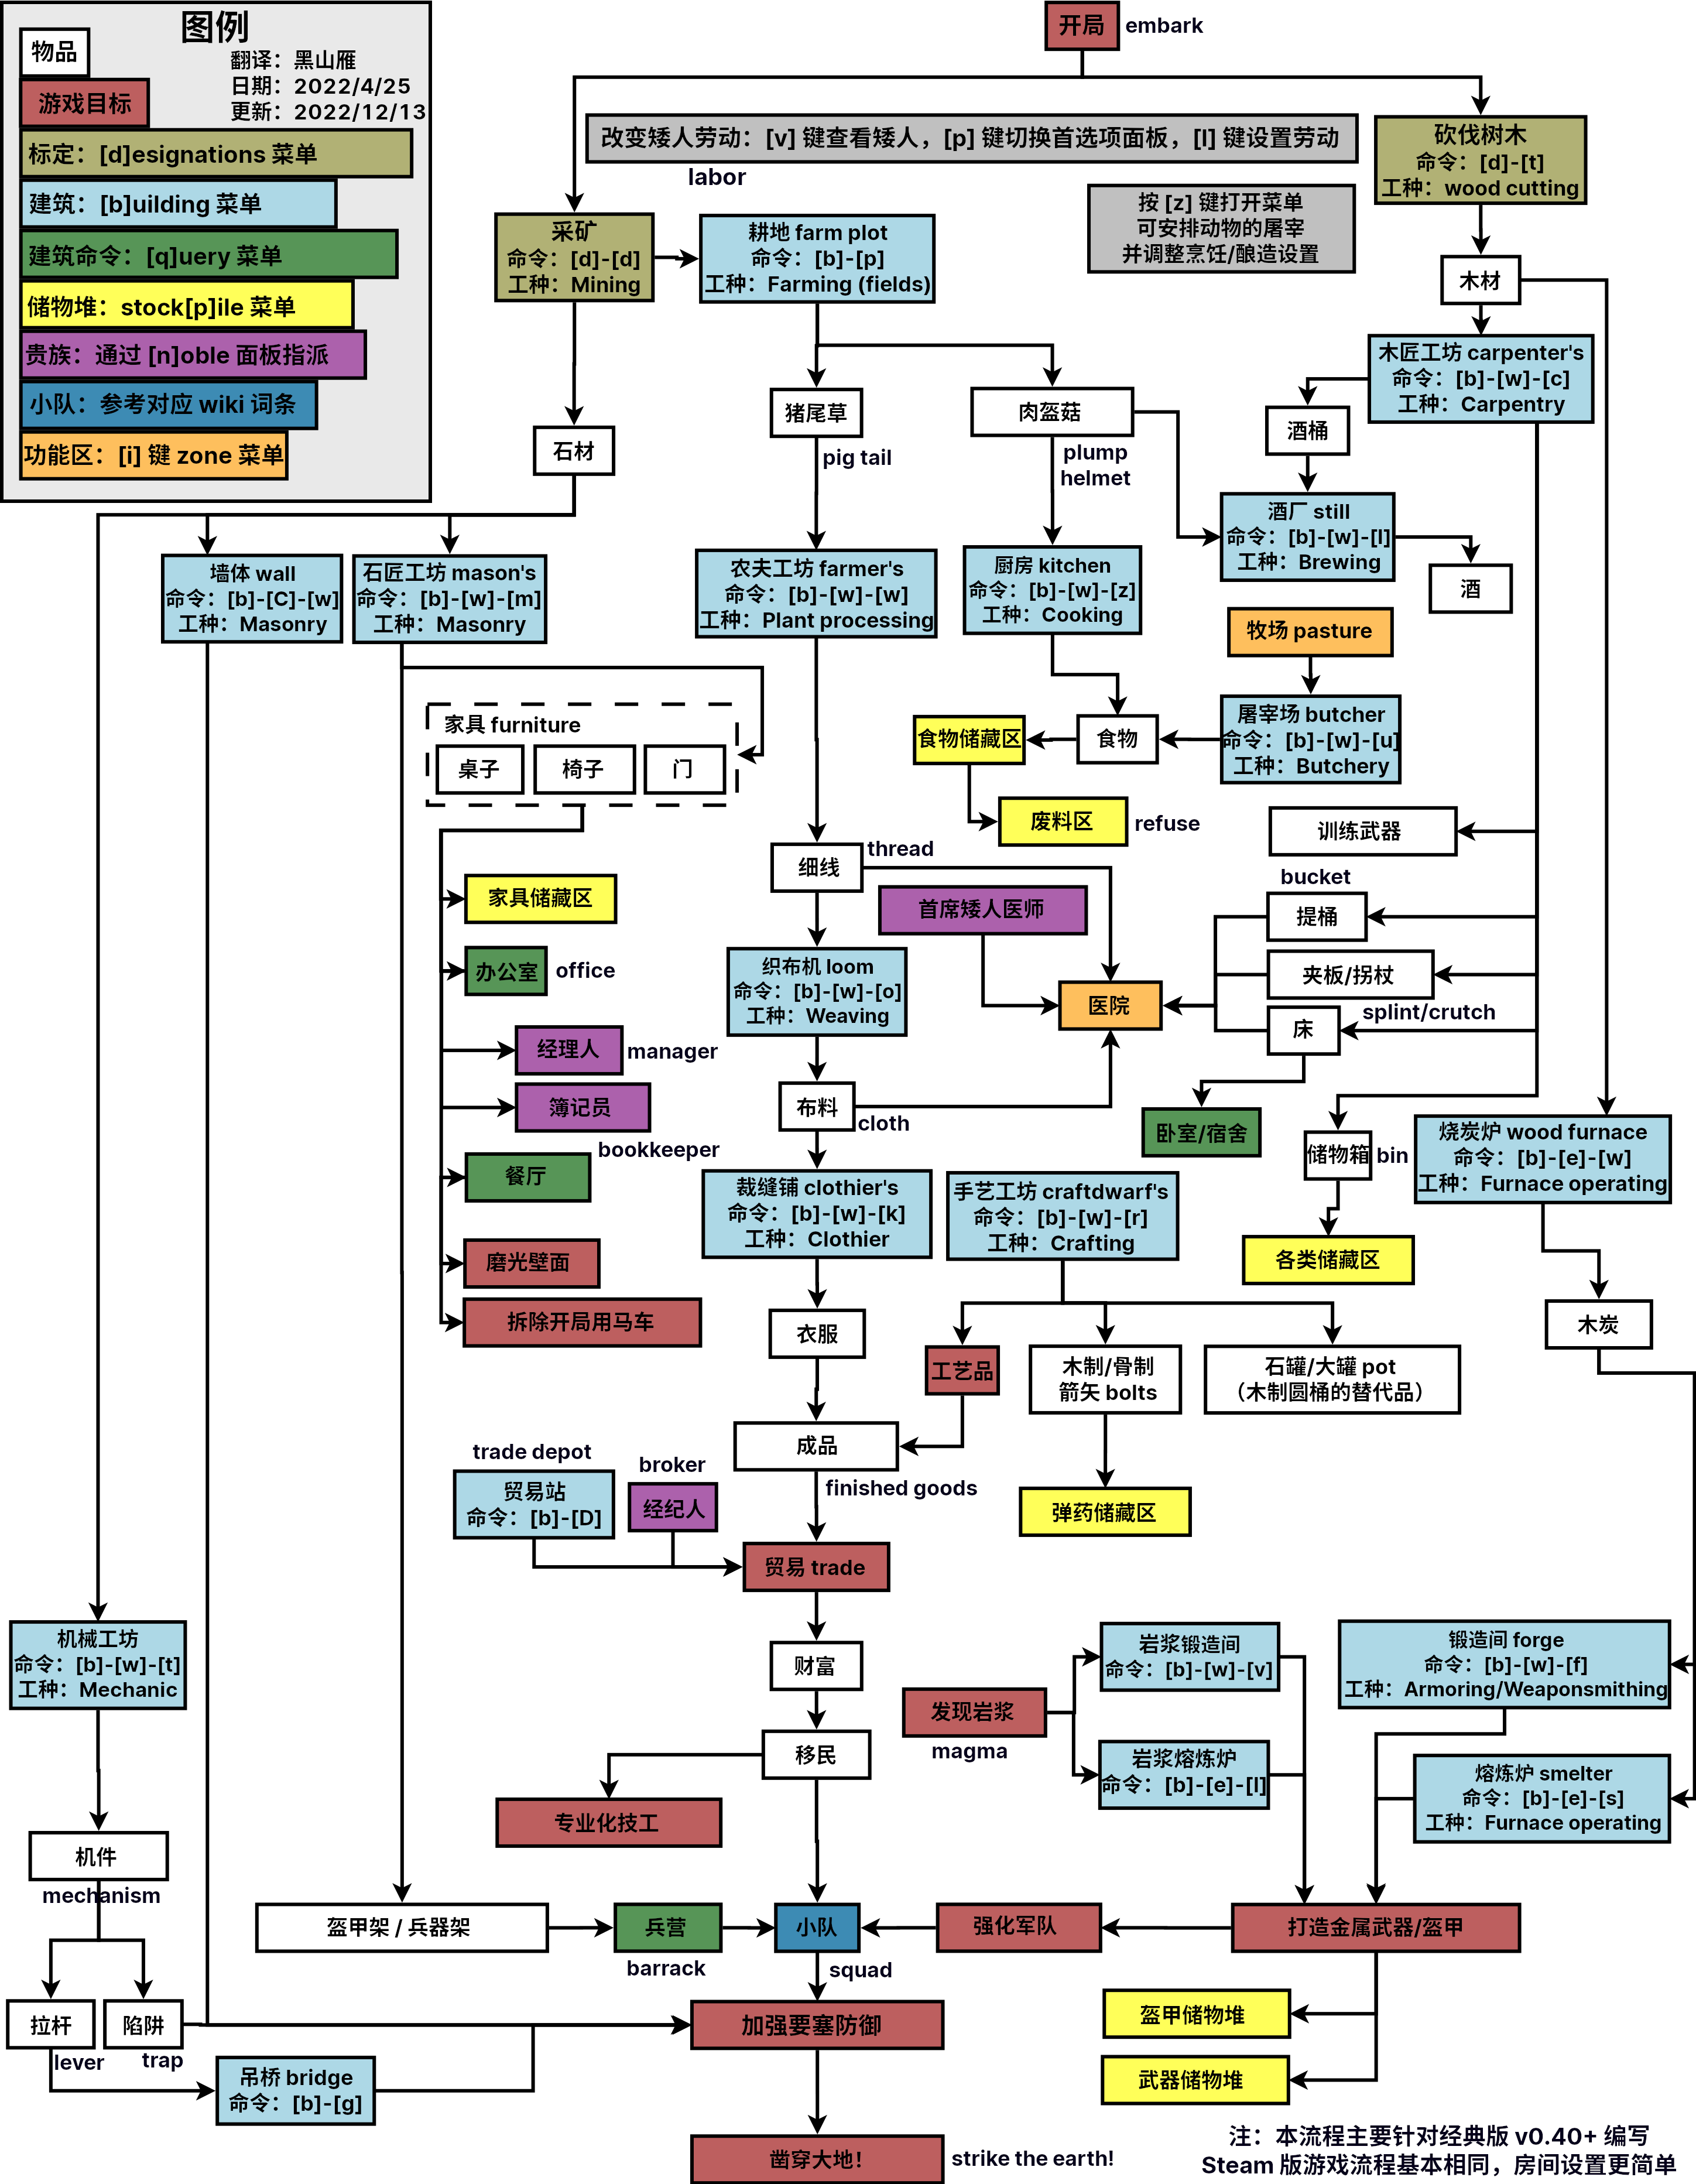 图例
物品
翻译：黑山雁
日期：2022/4/25
更新：2022/12/13
游戏目标
标定：[d]esignations 菜单
建筑：[b]uilding 菜单
建筑命令：[q]uery 菜单
储物堆：stock[p]ile 菜单
贵族：通过 [n]oble 面板指派
小队：参考对应 wiki 词条
功能区：[i] 键 zone 菜单
开局
embark
改变矮人劳动：[v] 键查看矮人，[p] 键切换首选项面板，[l] 键设置劳动
labor
按 [z] 键打开菜单
可安排动物的屠宰
并调整烹饪/酿造设置
砍伐树木
命令：[d]-[t]
工种：wood cutting
采矿
命令：[d]-[d]
工种：Mining
耕地 farm plot
命令：[b]-[p]
工种：Farming (fields)
木材
木匠工坊 carpenter's
命令：[b]-[w]-[c]
工种：Carpentry
石材
猪尾草
pig tail
肉盔菇
plump
helmet
酒桶
酒厂 still
命令：[b]-[w]-[l]
工种：Brewing
酒
墙体 wall
命令：[b]-[C]-[w]
工种：Masonry
石匠工坊 mason's
命令：[b]-[w]-[m]
工种：Masonry
农夫工坊 farmer's
命令：[b]-[w]-[w]
工种：Plant processing
厨房 kitchen
命令：[b]-[w]-[z]
工种：Cooking
牧场 pasture
屠宰场 butcher
命令：[b]-[w]-[u]
工种：Butchery
家具 furniture
桌子
椅子
门
食物储藏区
食物
废料区
refuse
训练武器
细线
thread
bucket
提桶
家具储藏区
首席矮人医师
办公室
office
织布机 loom
命令：[b]-[w]-[o]
工种：Weaving
医院
夹板/拐杖
splint/crutch
床
经理人
manager
簿记员
bookkeeper
布料
cloth
卧室/宿舍
储物箱
bin
烧炭炉 wood furnace
命令：[b]-[e]-[w]
工种：Furnace operating
餐厅
裁缝铺 clothier's
命令：[b]-[w]-[k]
工种：Clothier
手艺工坊 craftdwarf's
命令：[b]-[w]-[r]
工种：Crafting
各类储藏区
磨光壁面
拆除开局用马车
衣服
工艺品
木制/骨制
箭矢 bolts
石罐/大罐 pot
（木制圆桶的替代品）
木炭
成品
finished goods
trade depot
贸易站
命令：[b]-[D]
broker
经纪人
弹药储藏区
贸易 trade
机械工坊
命令：[b]-[w]-[t]
工种：Mechanic
财富
岩浆锻造间
命令：[b]-[w]-[v]
锻造间 forge
命令：[b]-[w]-[f]
工种：Armoring/Weaponsmithing
发现岩浆
magma
移民
岩浆熔炼炉
命令：[b]-[e]-[l]
熔炼炉 smelter
命令：[b]-[e]-[s]
工种：Furnace operating
专业化技工
机件
mechanism
盔甲架 / 兵器架
兵营
barrack
小队
squad
强化军队
打造金属武器/盔甲
拉杆
lever
陷阱
trap
加强要塞防御
盔甲储物堆
吊桥 bridge
命令：[b]-[g]
武器储物堆
凿穿大地！
strike the earth!
注：本流程主要针对经典版 v0.40+ 编写
Steam 版游戏流程基本相同，房间设置更简单